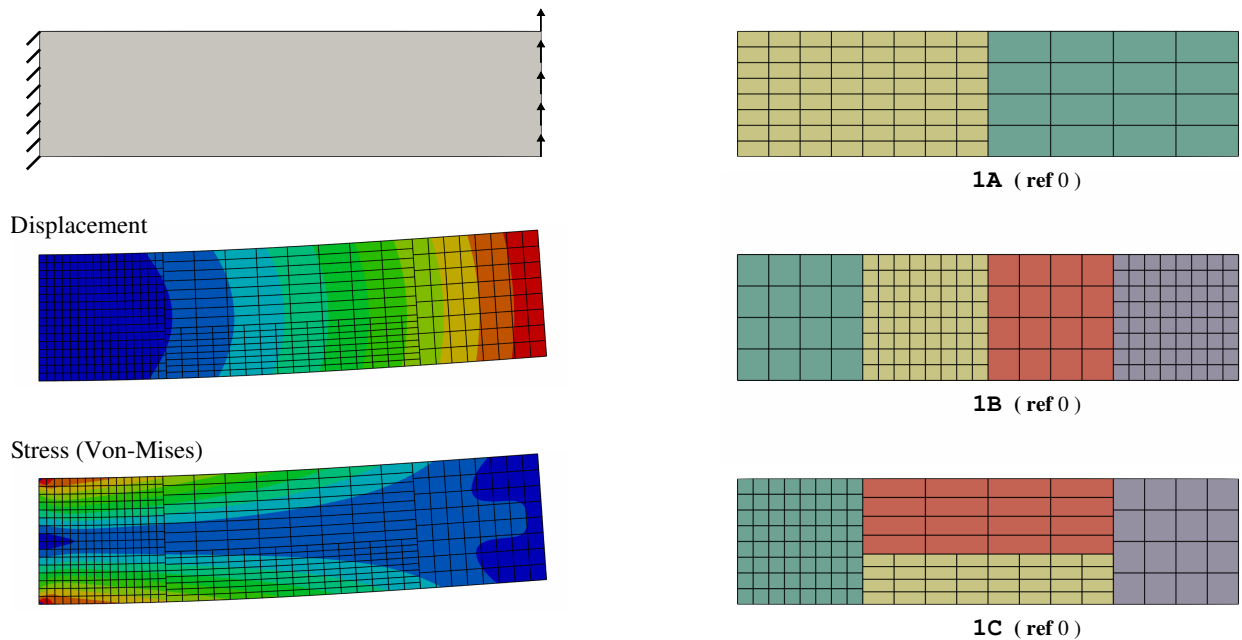 Displacement
Stress (Von-Mises)
1A ( ref 0 )
1B ( ref 0 )
1C ( ref 0 )